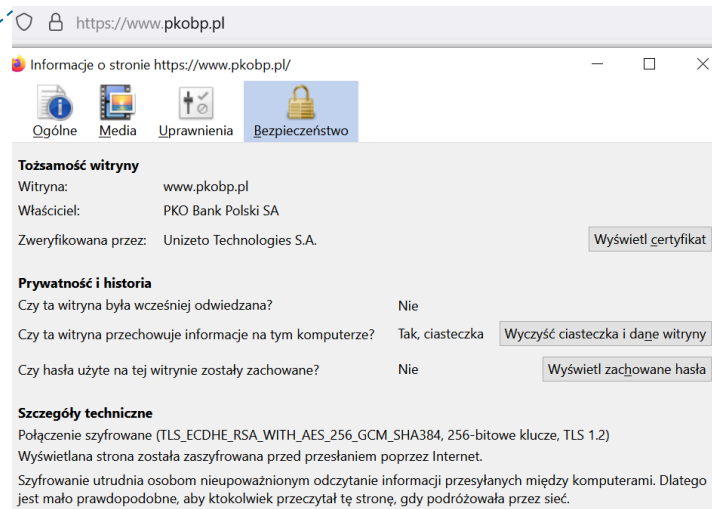 https://www.pkobp.pl
Informacje o stronie https://www.pkobp.pl/
Ogólne Media Uprawnienia Bezpieczeństwo
Tożsamość witryny
Witryna: www.pkobp.pl
Właściciel: PKO Bank Polski SA
Zweryfikowana przez: Unizeto Technologies S.A. Wyświetl certyfikat
Prywatność i historia
Czy ta witryna była wcześniej odwiedzana? Nie
Czy ta witryna przechowuje informacje na tym komputerze? Tak, ciasteczka Wyczyść ciasteczka i dane witryny
Czy hasła użyte na tej witrynie zostały zachowane? Nie Wyświetl zachowane hasła
Szczegóły techniczne
Połączenie szyfrowane (TLS_ECDHE_RSA_WITH_AES_256_GCM_SHA384, 256-bitowe klucze, TLS 1.2)
Wyświetlana strona została zaszyfrowana przed przesłaniem poprzez Internet.
Szyfrowanie utrudnia osobom nieupoważnionym odczytanie informacji przesyłanych między komputerami. Dlatego
jest mało prawdopodobne, aby ktokolwiek przeczytał tę stronę, gdy podróżowała przez sieć.